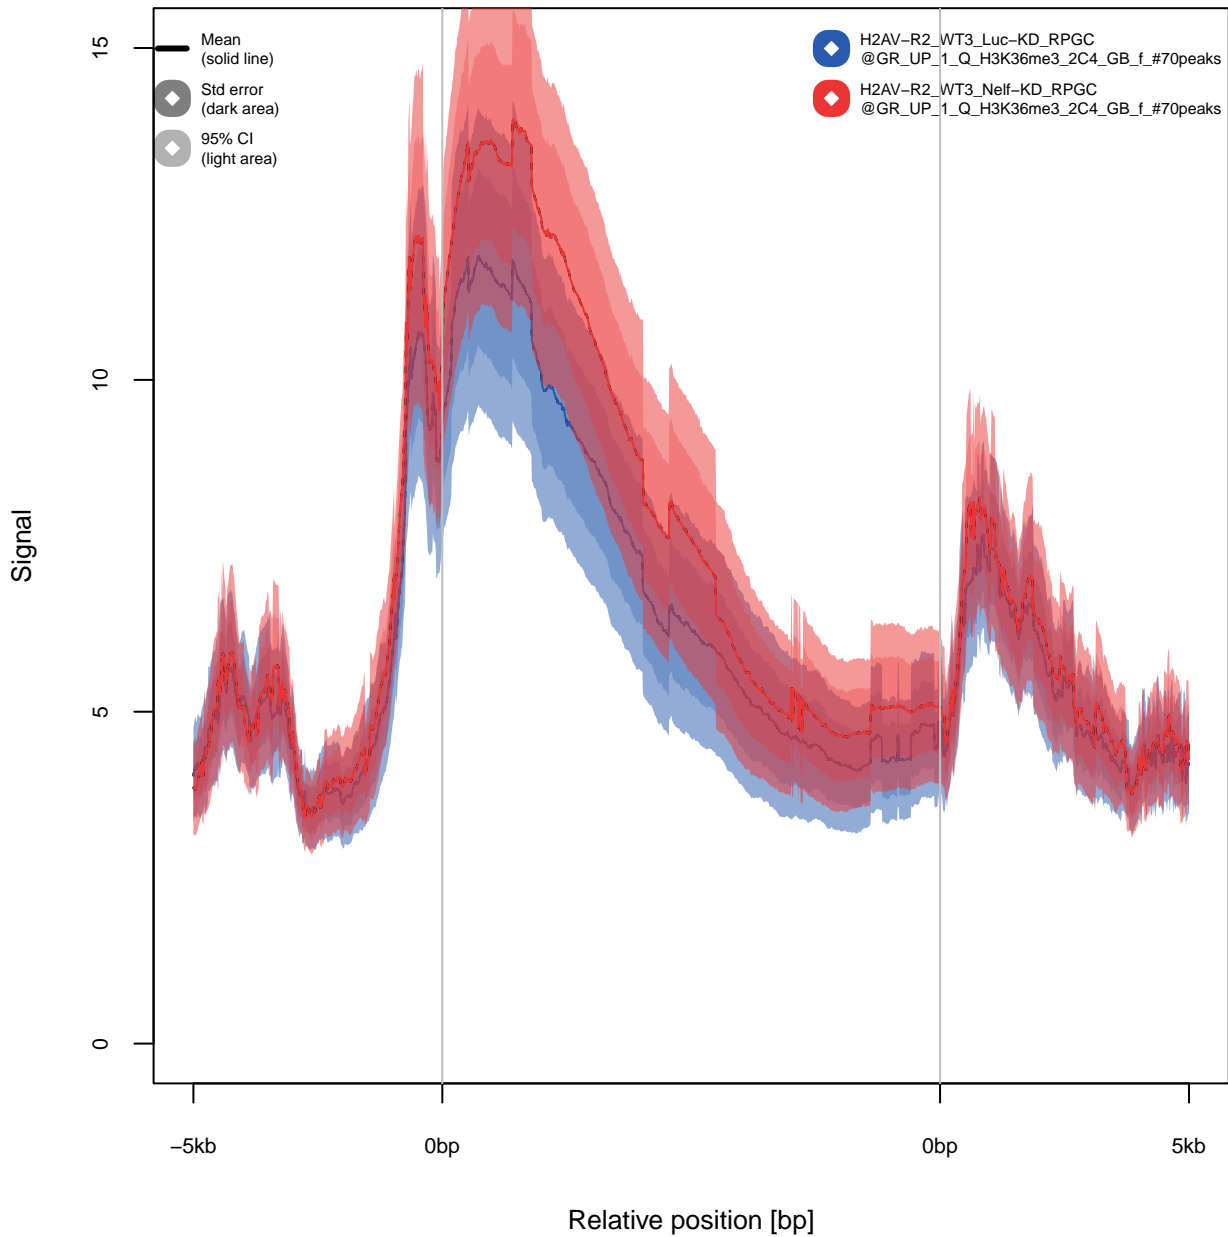 Mean
(solid line)
Std error
(dark area)
95% CI
(light area)
H2AV−R2_WT3_Luc−KD_RPGC
@GR_UP_1_Q_H3K36me3_2C4_GB_f_#70peaks
H2AV−R2_WT3_Nelf−KD_RPGC
@GR_UP_1_Q_H3K36me3_2C4_GB_f_#70peaks
15
10
5
0
Signal
−5kb
0bp
0bp
5kb
Relative position [bp]